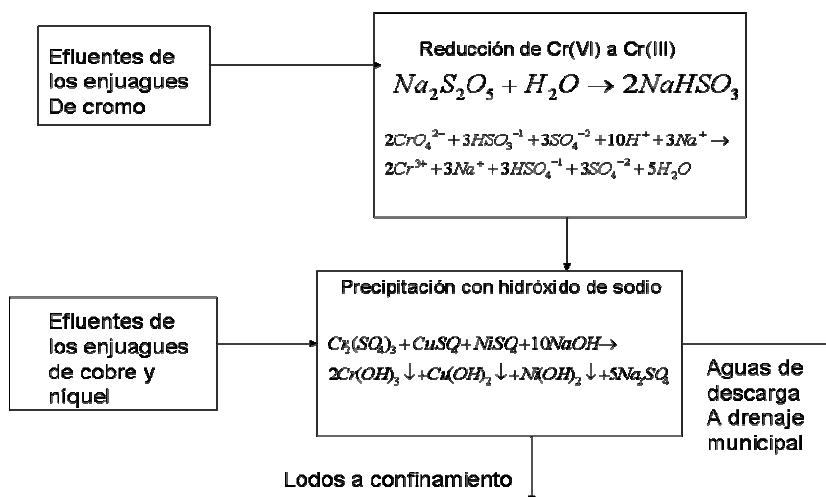 Efluentes de
los enjuagues
De cromo
Reducción de Cr(VI) a Cr(III)
Na₂S₂O₅ + H₂O → 2NaHSO₃
2CrO₄²⁻ + 3HSO₃⁻¹ + 3SO₄⁻² + 10H⁺ + 3Na⁺ →
2Cr³⁺ + 3Na⁺ + 3HSO₄⁻¹ + 3SO₄⁻² + 5H₂O
Efluentes de
los enjuagues
de cobre y
níquel
Precipitación con hidróxido de sodio
Cr₂(SO₄)₃ + CuSO₄ + NiSO₄ + 10NaOH →
2Cr(OH)₃ ↓ + Cu(OH)₂ ↓ + Ni(OH)₂ ↓ + 5Na₂SO₄
Aguas de
descarga
A drenaje
municipal
Lodos a confinamiento